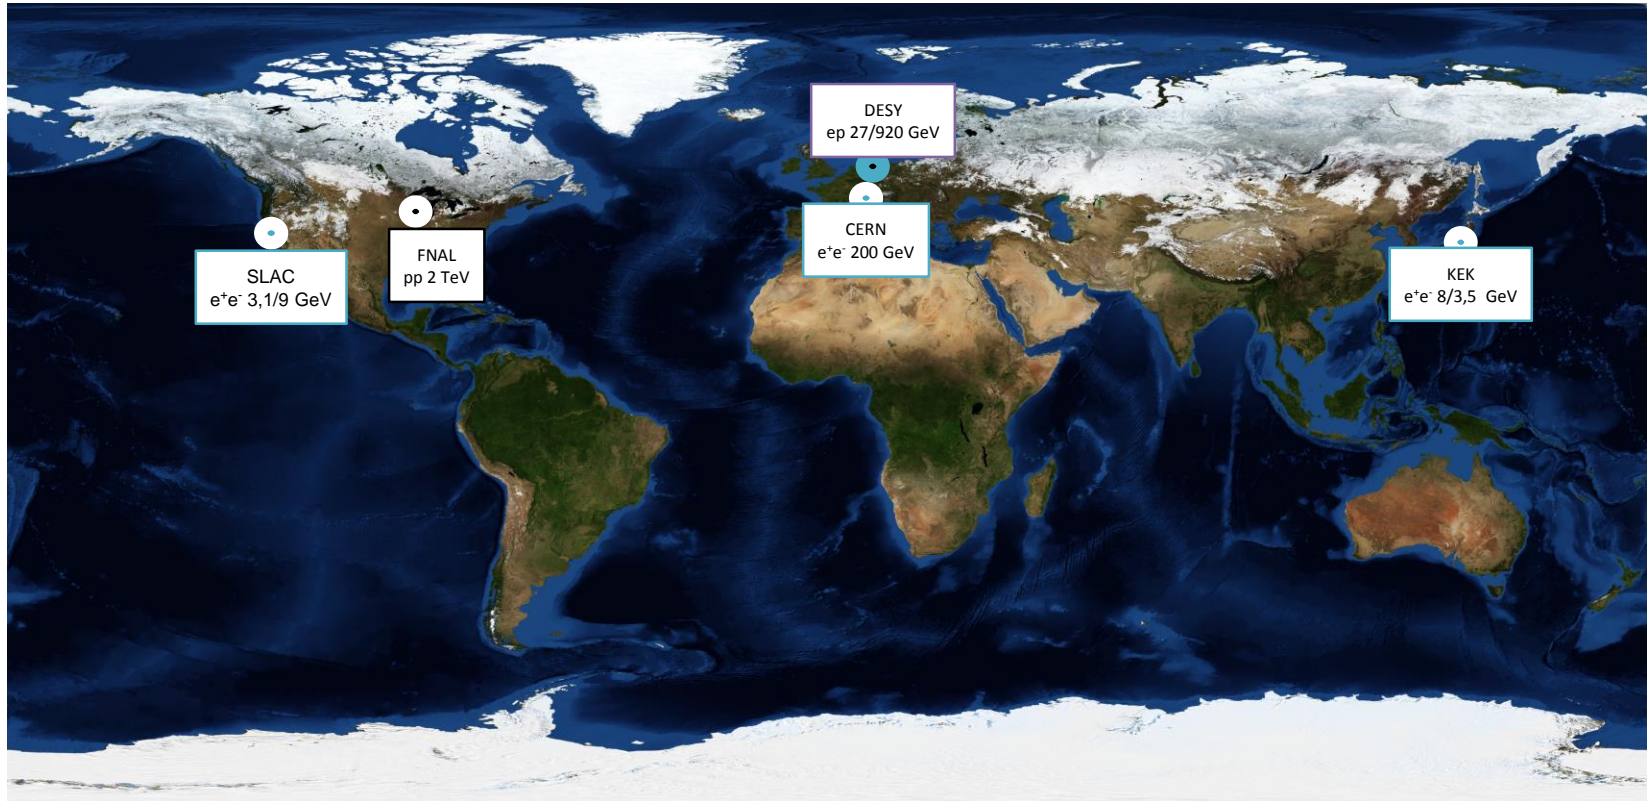 DESY
ep 27/920 GeV
CERN
e⁺e⁻ 200 GeV
FNAL
pp 2 TeV
SLAC
e⁺e⁻ 3,1/9 GeV
KEK
e⁺e⁻ 8/3,5 GeV